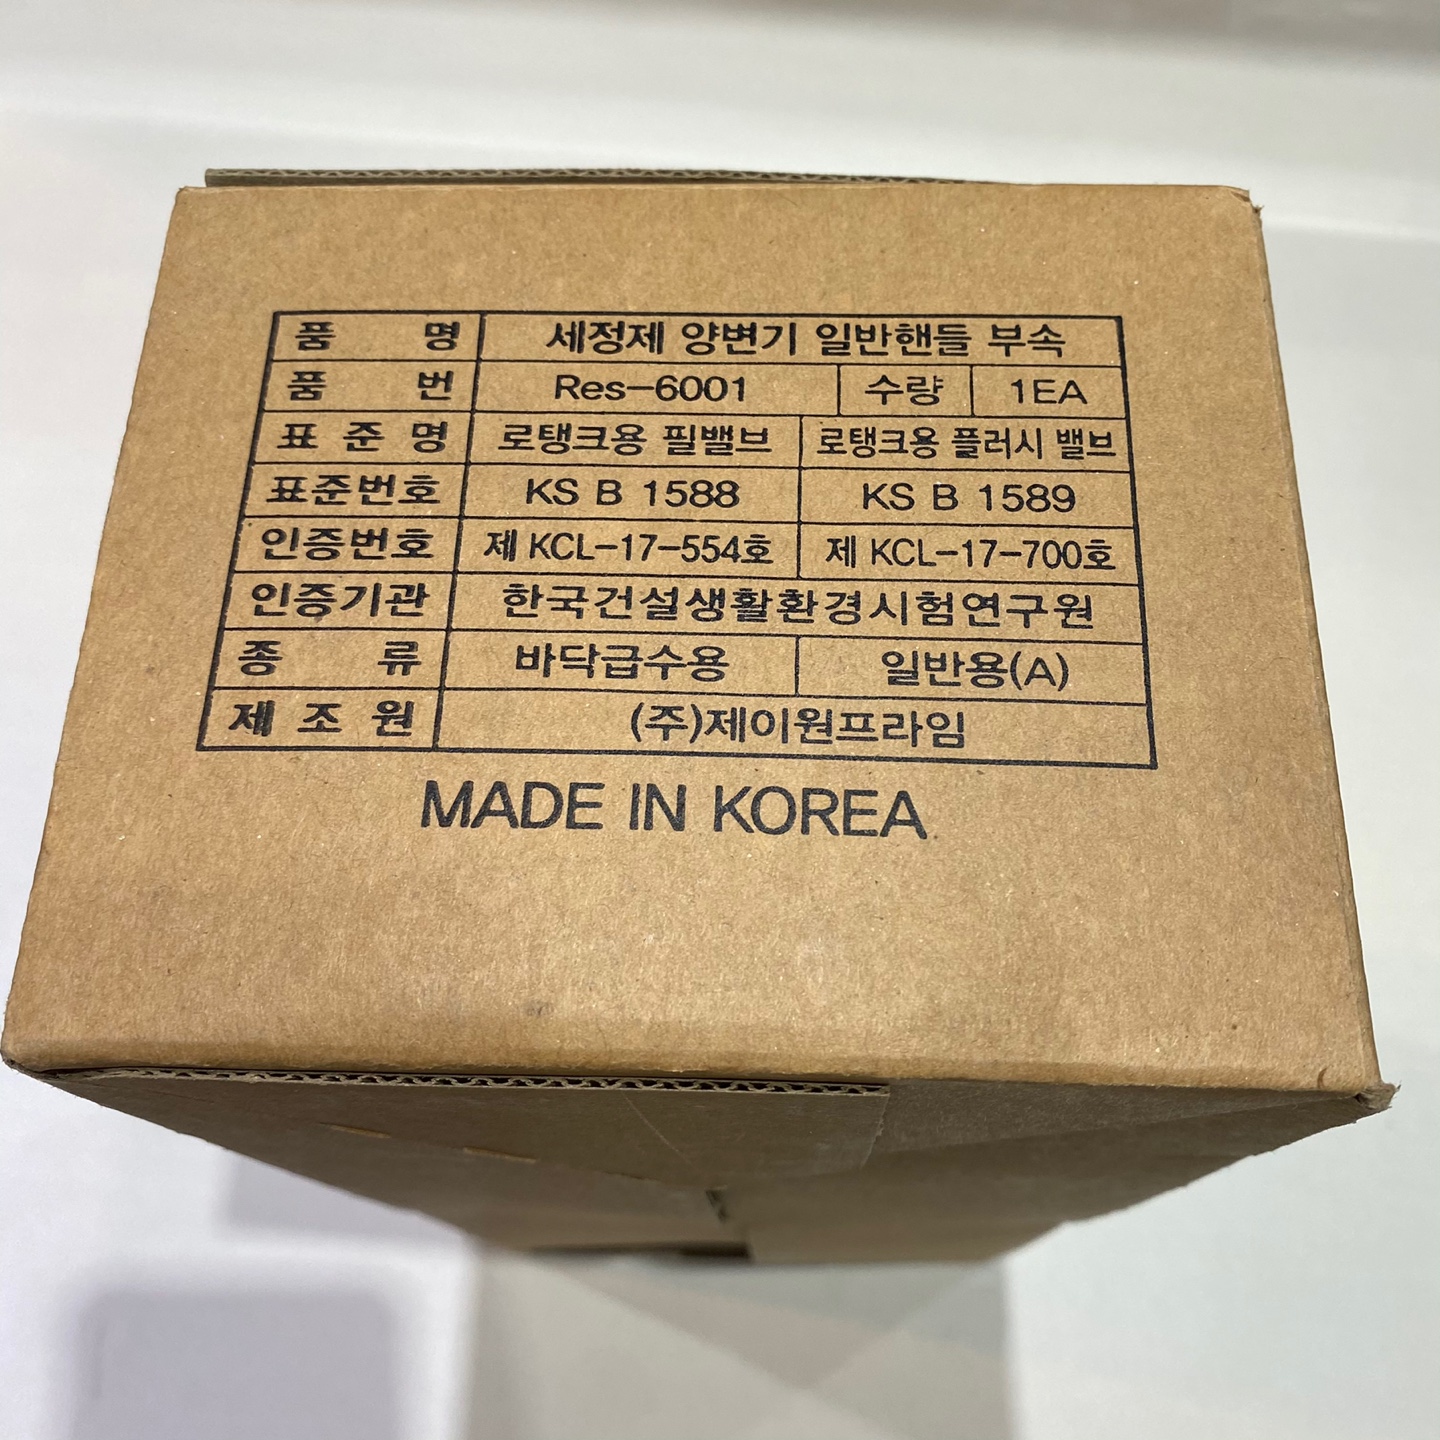 품 명 세정제 양변기 일반핸들 부속
품 번 Res-6001 수량 1EA
표 준 명 로탱크용 필밸브 로탱크용 플러시 밸브
표준번호 KS B 1588 KS B 1589
인증번호 제 KCL-17-554호 제 KCL-17-700호
인증기관 한국건설생활환경시험연구원
종 류 바닥급수용 일반용(A)
제 조 원 (주)제이원프라임
MADE IN KOREA